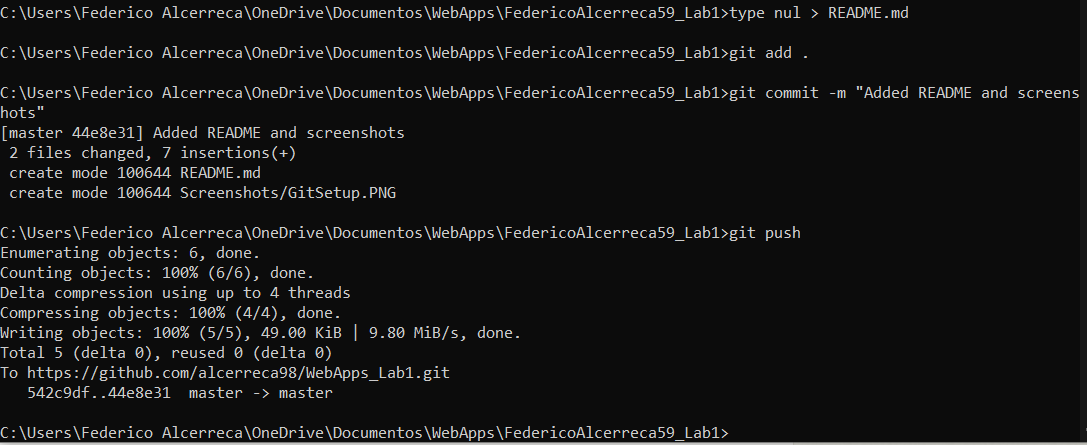 C:\Users\Federico Alcerreca\OneDrive\Documentos\WebApps\FedericoAlcerreca59_Lab1>type nul > README.md
C:\Users\Federico Alcerreca\OneDrive\Documentos\WebApps\FedericoAlcerreca59_Lab1>git add .
C:\Users\Federico Alcerreca\OneDrive\Documentos\WebApps\FedericoAlcerreca59_Lab1>git commit -m "Added README and screens
hots"
[master 44e8e31] Added README and screenshots
 2 files changed, 7 insertions(+)
 create mode 100644 README.md
 create mode 100644 Screenshots/GitSetup.PNG
C:\Users\Federico Alcerreca\OneDrive\Documentos\WebApps\FedericoAlcerreca59_Lab1>git push
Enumerating objects: 6, done.
Counting objects: 100% (6/6), done.
Delta compression using up to 4 threads
Compressing objects: 100% (4/4), done.
Writing objects: 100% (5/5), 49.00 KiB | 9.80 MiB/s, done.
Total 5 (delta 0), reused 0 (delta 0)
To https://github.com/alcerreca98/WebApps_Lab1.git
   542c9df..44e8e31  master -> master
C:\Users\Federico Alcerreca\OneDrive\Documentos\WebApps\FedericoAlcerreca59_Lab1>